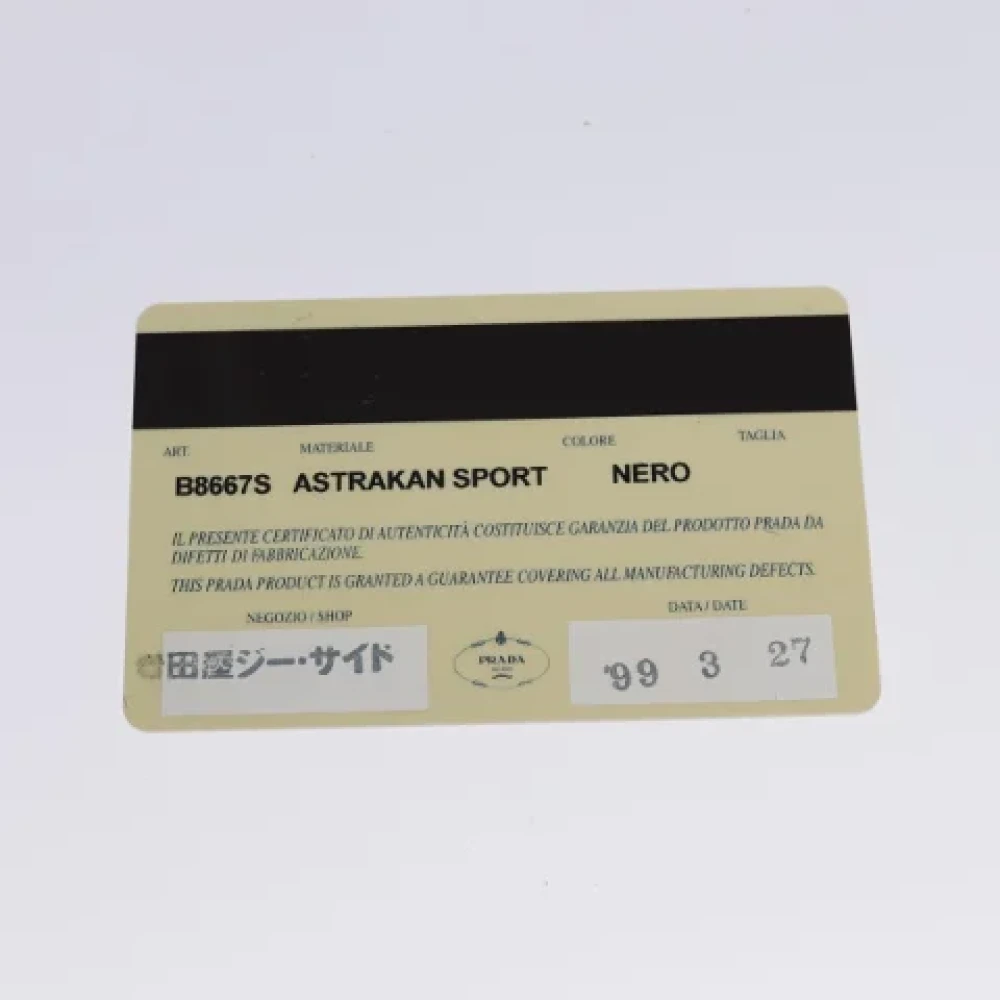 ART.
MATERIALE
COLORE
TAGLIA
B8667S ASTRAKAN SPORT NERO
IL PRESENTE CERTIFICATO DI AUTENTICITÀ COSTITUISCE GARANZIA DEL PRODOTTO PRADA DA
DIFETTI DI FABBRICAZIONE.
THIS PRADA PRODUCT IS GRANTED A GUARANTEE COVERING ALL MANUFACTURING DEFECTS.
NEGOZIO / SHOP
DATA / DATE
田屋ジー・サイド
PRADA
'99 3 27